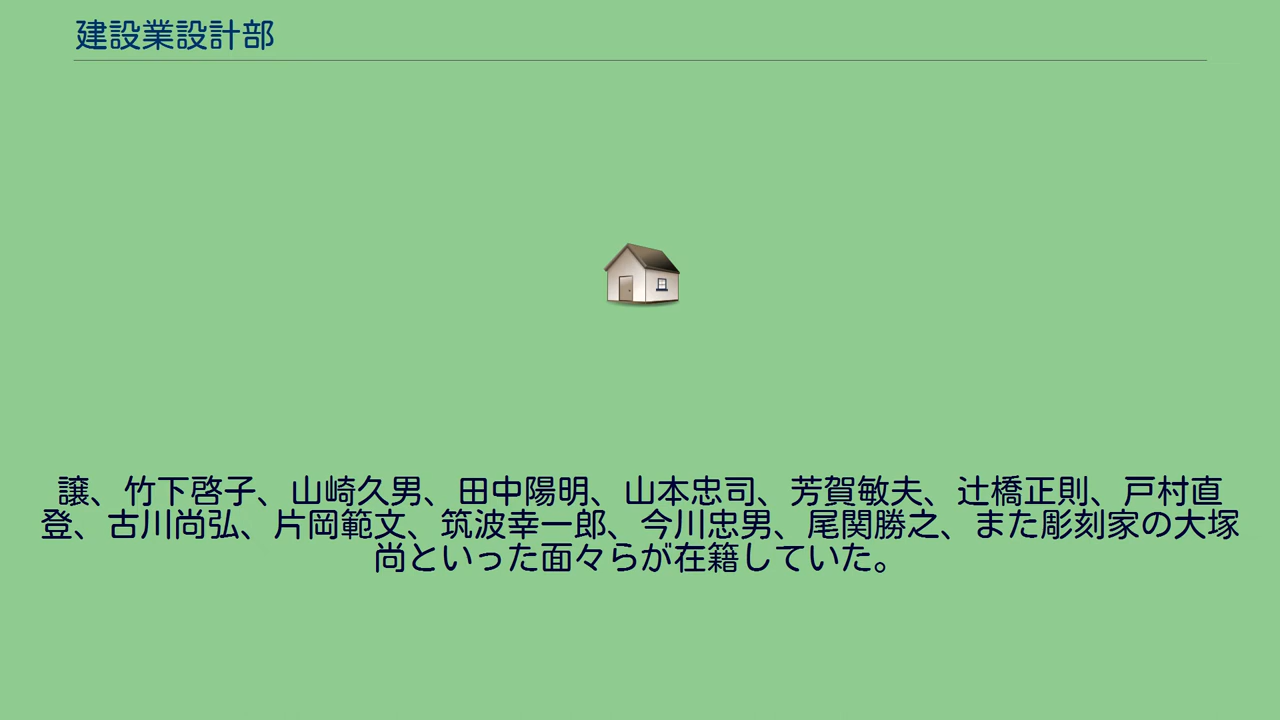 建設業設計部
譲、竹下啓子、山崎久男、田中陽明、山本忠司、芳賀敏夫、辻橋正則、戸村直
登、古川尚弘、片岡範文、筑波幸一郎、今川忠男、尾関勝之、また彫刻家の大塚
尚といった面々らが在籍していた。